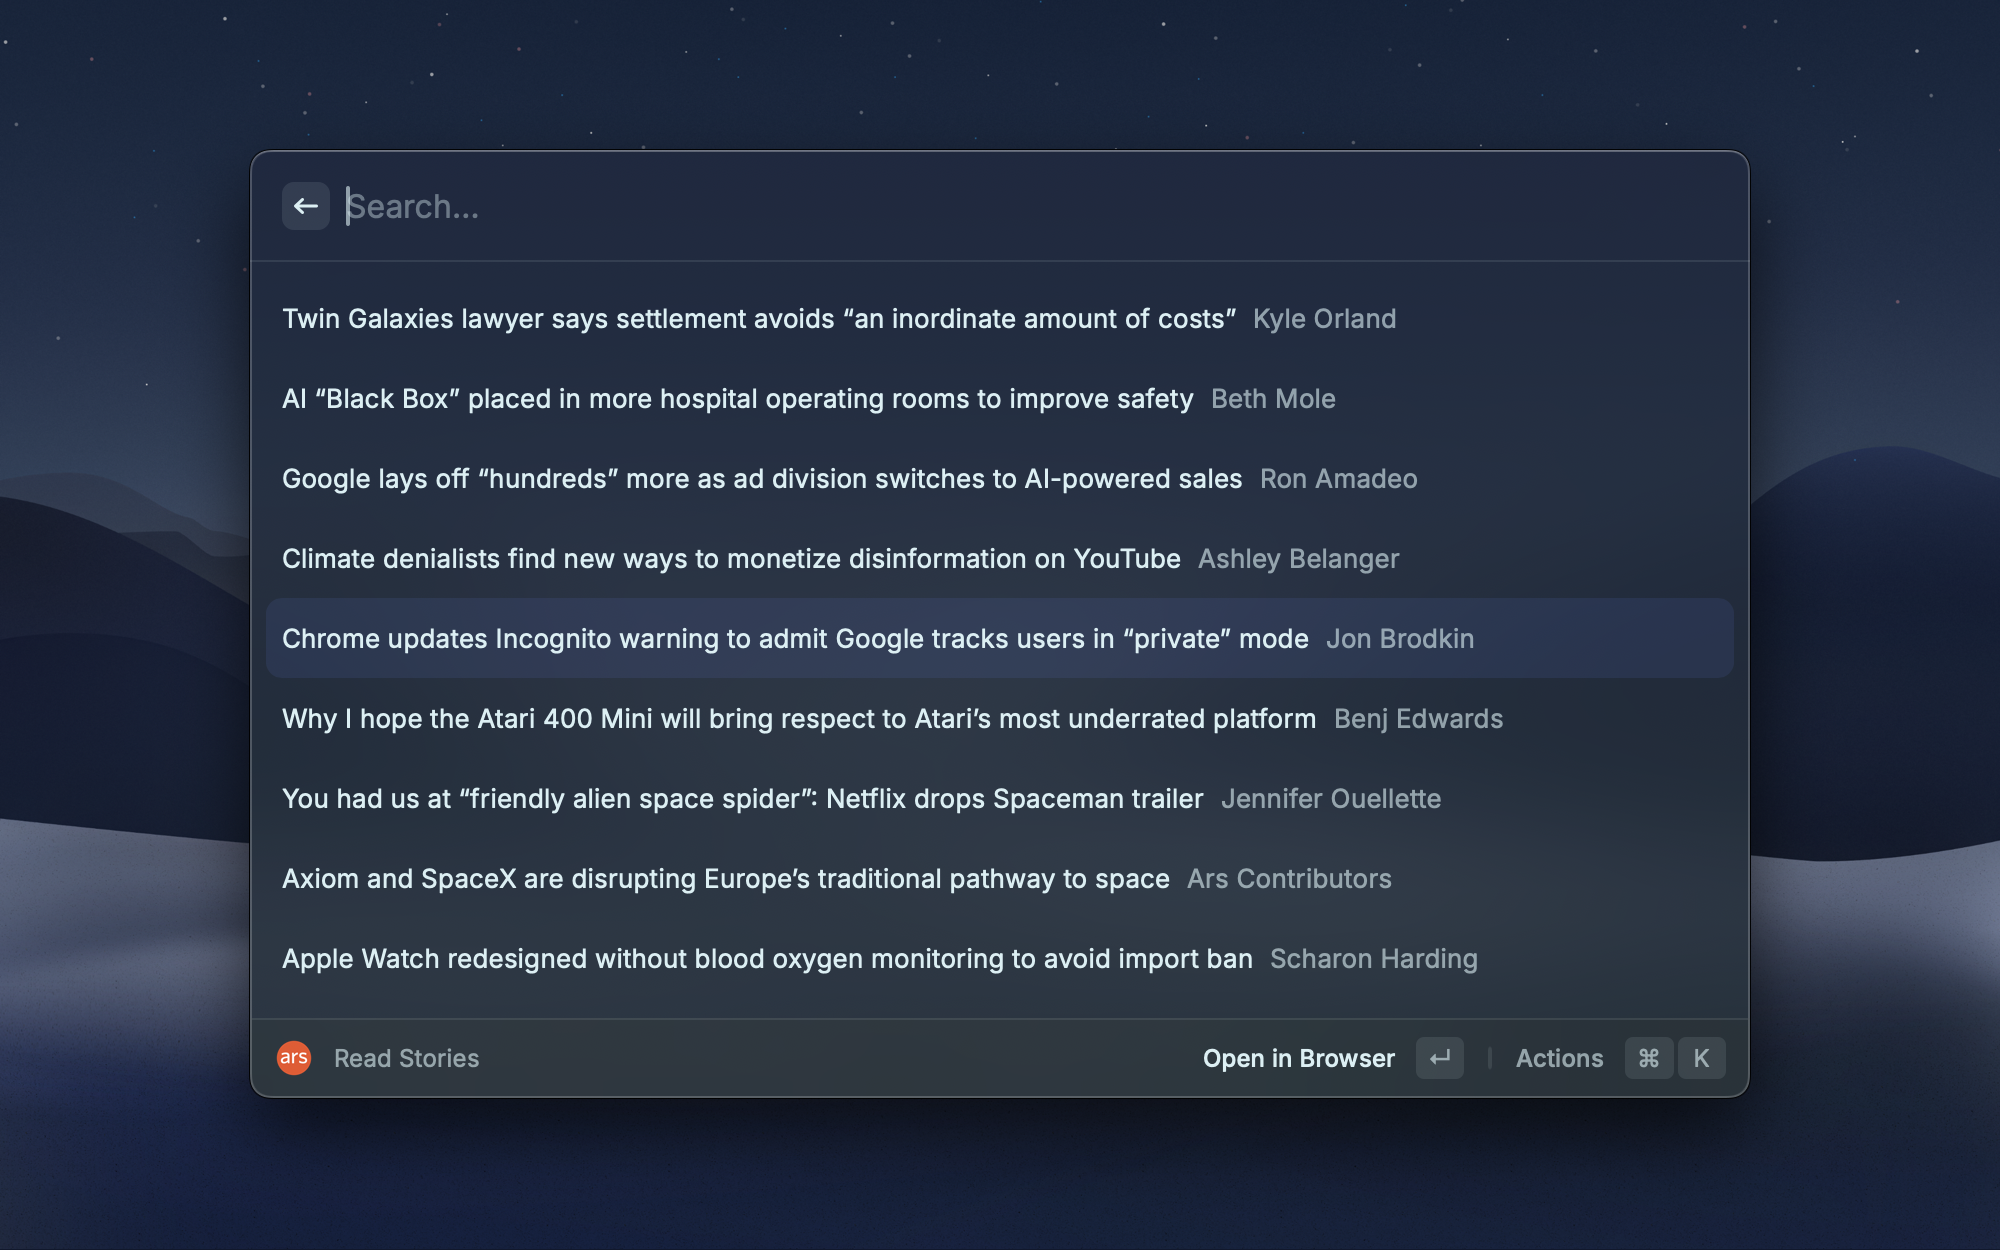 Search...
Twin Galaxies lawyer says settlement avoids “an inordinate amount of costs” Kyle Orland
AI “Black Box” placed in more hospital operating rooms to improve safety Beth Mole
Google lays off “hundreds” more as ad division switches to AI-powered sales Ron Amadeo
Climate denialists find new ways to monetize disinformation on YouTube Ashley Belanger
Chrome updates Incognito warning to admit Google tracks users in “private” mode Jon Brodkin
Why I hope the Atari 400 Mini will bring respect to Atari’s most underrated platform Benj Edwards
You had us at “friendly alien space spider”: Netflix drops Spaceman trailer Jennifer Ouellette
Axiom and SpaceX are disrupting Europe’s traditional pathway to space Ars Contributors
Apple Watch redesigned without blood oxygen monitoring to avoid import ban Scharon Harding
ars Read Stories Open in Browser ↵ Actions ⌘ K